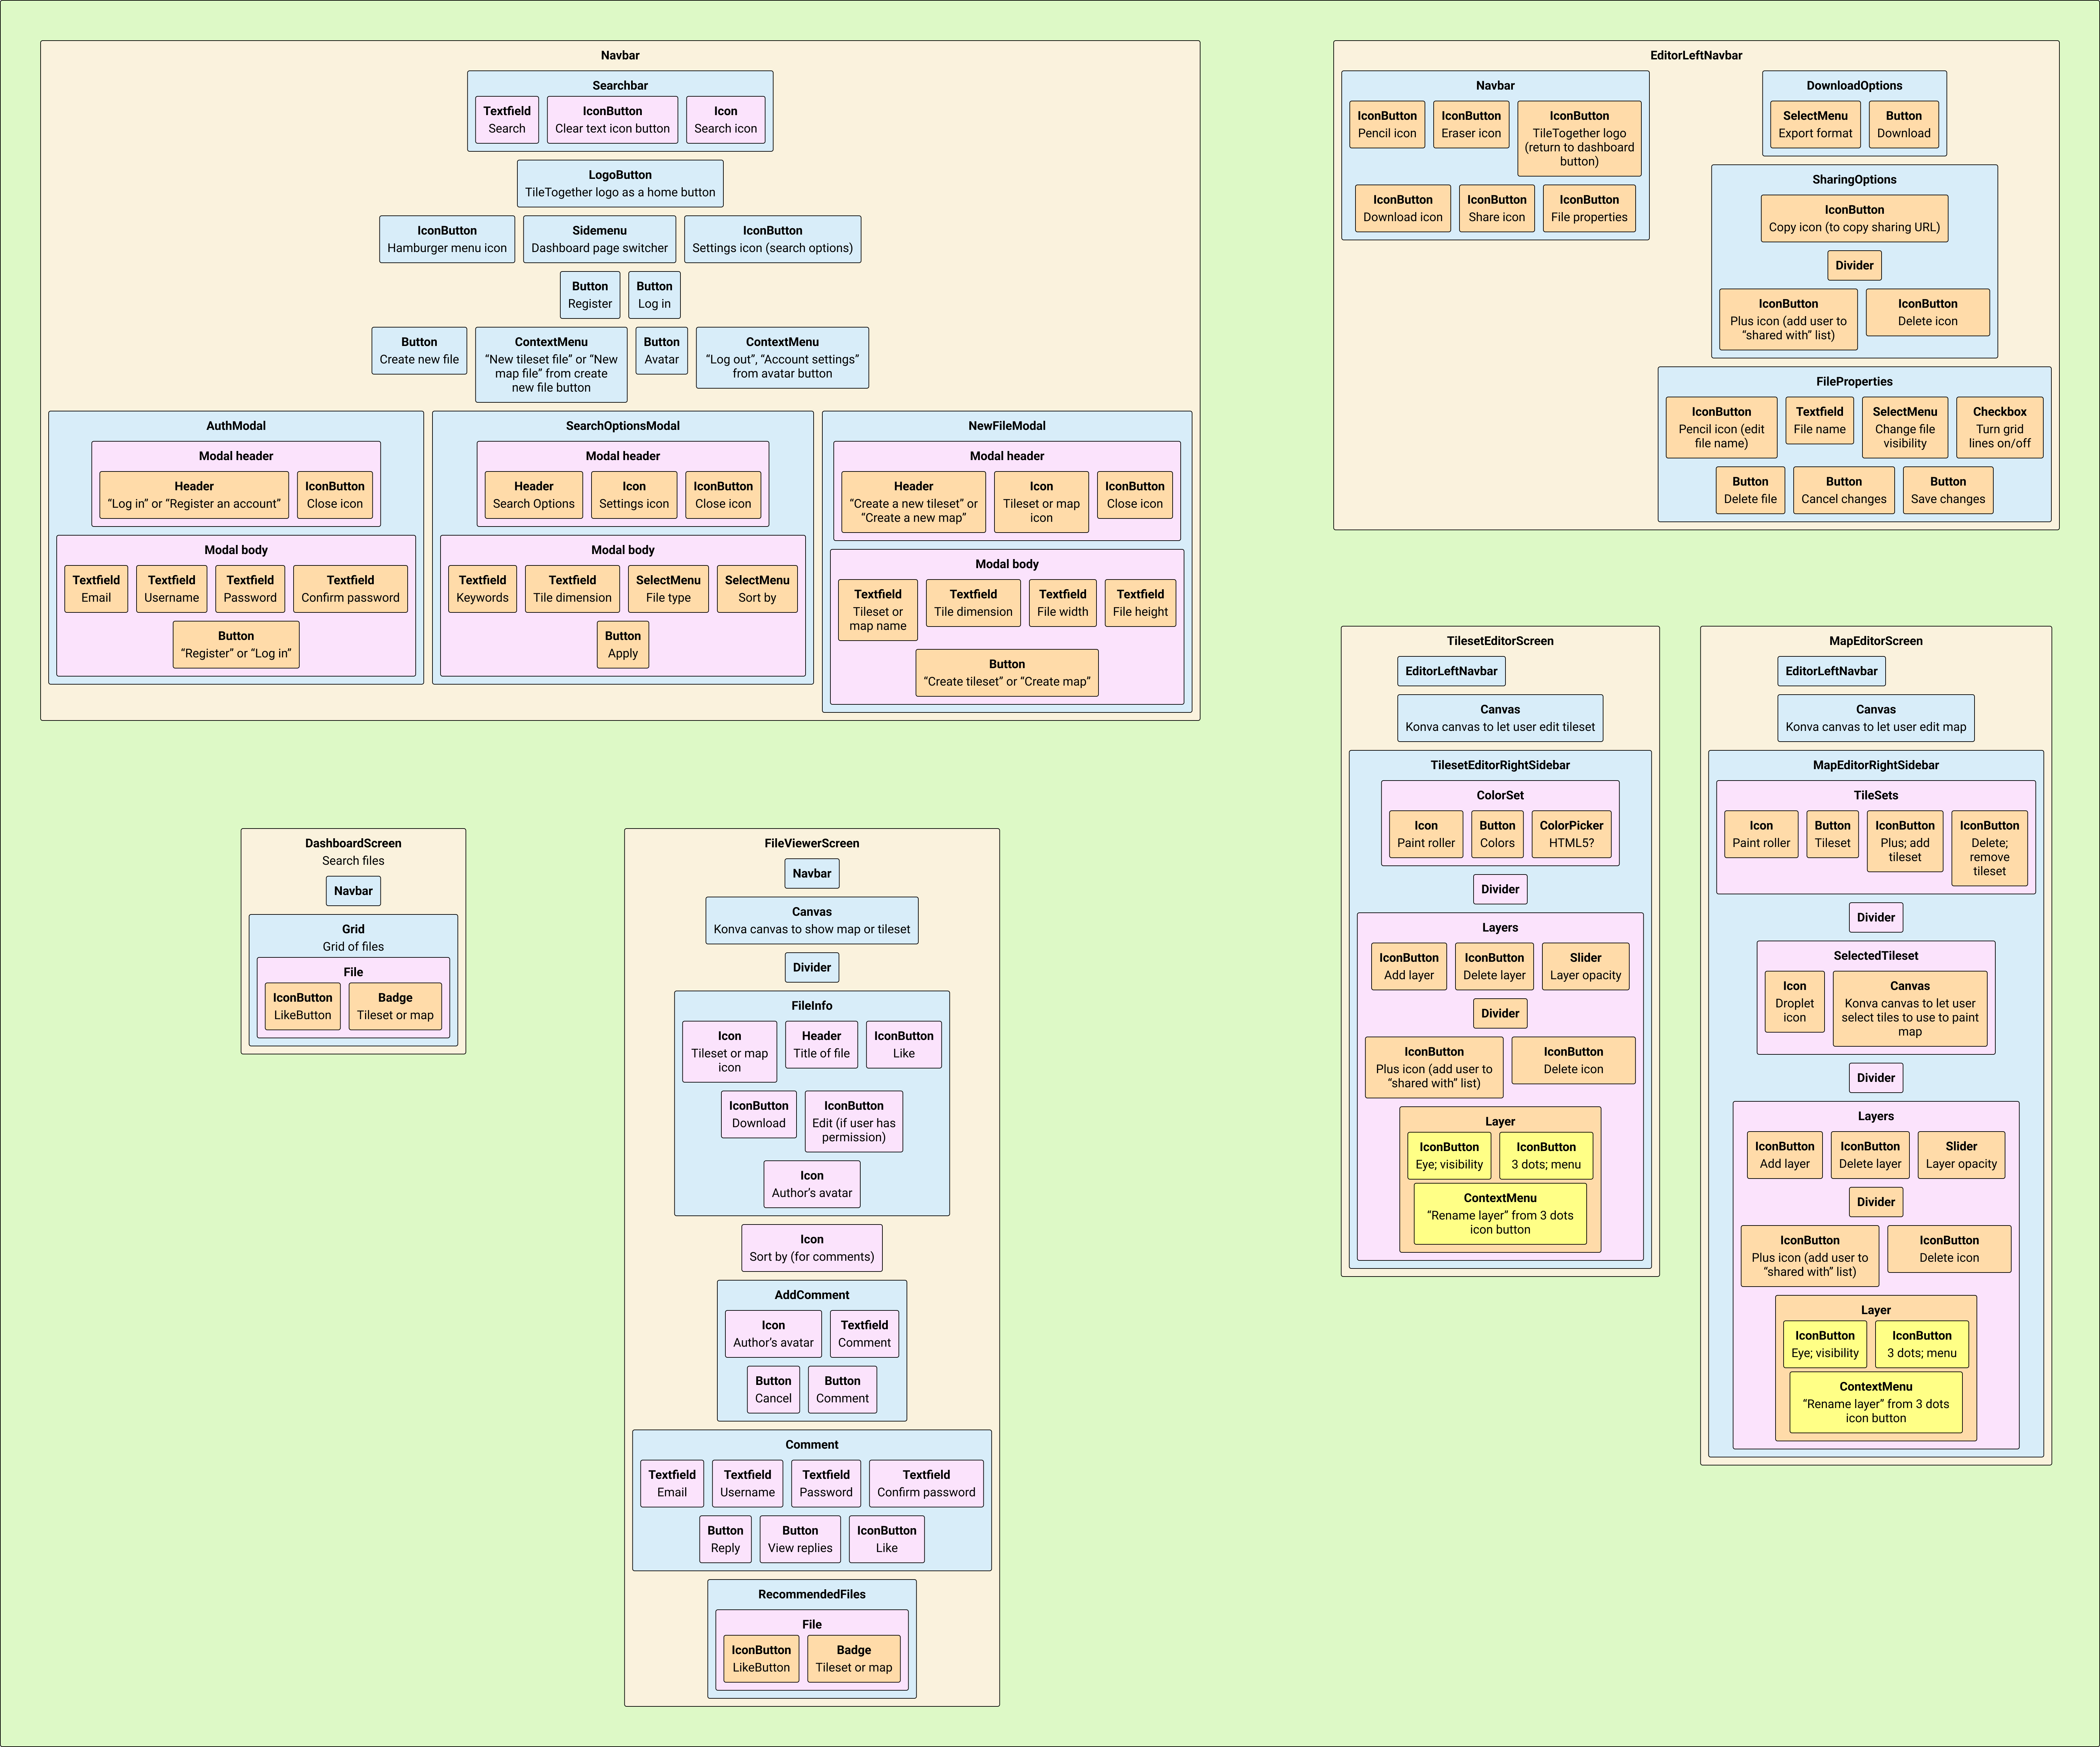 Navbar
Searchbar
Textfield
Search
IconButton
Clear text icon button
Icon
Search icon
LogoButton
TileTogether logo as a home button
IconButton
Hamburger menu icon
Sidemenu
Dashboard page switcher
IconButton
Settings icon (search options)
Button
Register
Button
Log in
Button
Create new file
ContextMenu
“New tileset file” or “New
map file” from create
new file button
Button
Avatar
ContextMenu
“Log out”, “Account settings”
from avatar button
AuthModal
Modal header
Header
“Log in” or “Register an account”
IconButton
Close icon
Modal body
Textfield
Email
Textfield
Username
Textfield
Password
Textfield
Confirm password
Button
“Register” or “Log in”
SearchOptionsModal
Modal header
Header
Search Options
Icon
Settings icon
IconButton
Close icon
Modal body
Textfield
Keywords
Textfield
Tile dimension
SelectMenu
File type
SelectMenu
Sort by
Button
Apply
NewFileModal
Modal header
Header
“Create a new tileset” or
“Create a new map”
Icon
Tileset or map
icon
IconButton
Close icon
Modal body
Textfield
Tileset or
map name
Textfield
Tile dimension
Textfield
File width
Textfield
File height
Button
“Create tileset” or “Create map”
EditorLeftNavbar
Navbar
IconButton
Pencil icon
IconButton
Eraser icon
IconButton
TileTogether logo
(return to dashboard
button)
IconButton
Download icon
IconButton
Share icon
IconButton
File properties
DownloadOptions
SelectMenu
Export format
Button
Download
SharingOptions
IconButton
Copy icon (to copy sharing URL)
Divider
IconButton
Plus icon (add user to
“shared with” list)
IconButton
Delete icon
FileProperties
IconButton
Pencil icon (edit
file name)
Textfield
File name
SelectMenu
Change file
visibility
Checkbox
Turn grid
lines on/off
Button
Delete file
Button
Cancel changes
Button
Save changes
DashboardScreen
Search files
Navbar
Grid
Grid of files
File
IconButton
LikeButton
Badge
Tileset or map
FileViewerScreen
Navbar
Canvas
Konva canvas to show map or tileset
Divider
FileInfo
Icon
Tileset or map
icon
Header
Title of file
IconButton
Like
IconButton
Download
IconButton
Edit (if user has
permission)
Icon
Author’s avatar
Icon
Sort by (for comments)
AddComment
Icon
Author’s avatar
Textfield
Comment
Button
Cancel
Button
Comment
Comment
Textfield
Email
Textfield
Username
Textfield
Password
Textfield
Confirm password
Button
Reply
Button
View replies
IconButton
Like
RecommendedFiles
File
IconButton
LikeButton
Badge
Tileset or map
TilesetEditorScreen
EditorLeftNavbar
Canvas
Konva canvas to let user edit tileset
TilesetEditorRightSidebar
ColorSet
Icon
Paint roller
Button
Colors
ColorPicker
HTML5?
Divider
Layers
IconButton
Add layer
IconButton
Delete layer
Slider
Layer opacity
Divider
IconButton
Plus icon (add user to
“shared with” list)
IconButton
Delete icon
Layer
IconButton
Eye; visibility
IconButton
3 dots; menu
ContextMenu
“Rename layer” from 3 dots
icon button
MapEditorScreen
EditorLeftNavbar
Canvas
Konva canvas to let user edit map
MapEditorRightSidebar
TileSets
Icon
Paint roller
Button
Tileset
IconButton
Plus; add
tileset
IconButton
Delete;
remove
tileset
Divider
SelectedTileset
Icon
Droplet
icon
Canvas
Konva canvas to let user
select tiles to use to paint
map
Divider
Layers
IconButton
Add layer
IconButton
Delete layer
Slider
Layer opacity
Divider
IconButton
Plus icon (add user to
“shared with” list)
IconButton
Delete icon
Layer
IconButton
Eye; visibility
IconButton
3 dots; menu
ContextMenu
“Rename layer” from 3 dots
icon button